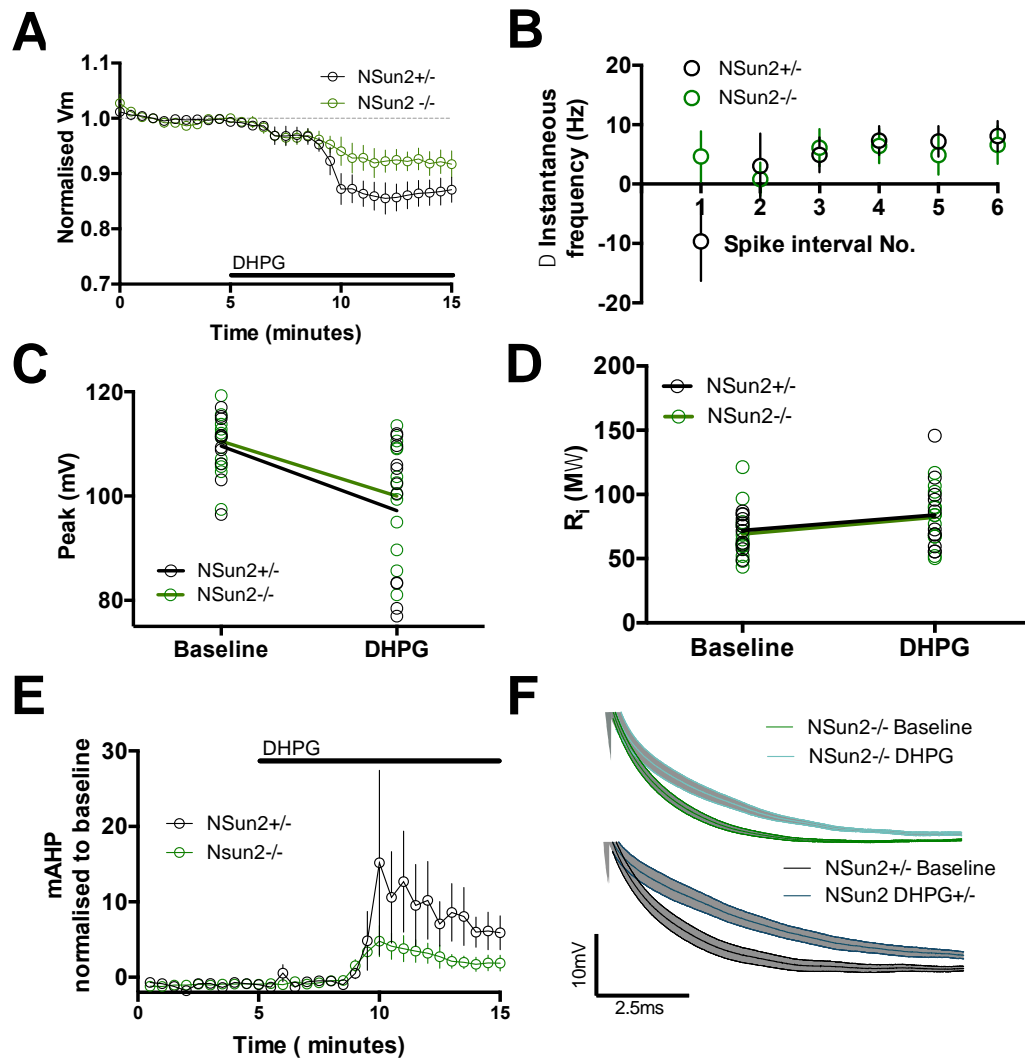 A
NSun2+/-
NSun2 -/-
1.1
1.0
0.9
0.8
0.7
Normalised Vm
DHPG
0
5
10
15
Time (minutes)
B
NSun2+/-
NSun2-/-
20
10
0
-10
-20
D Instantaneous
frequency (Hz)
1
2
3
4
5
6
Spike interval No.
C
120
100
80
Peak (mV)
NSun2+/-
NSun2-/-
Baseline
DHPG
D
NSun2+/-
NSun2-/-
200
150
100
50
0
Ri (MW)
Baseline
DHPG
E
30
20
10
0
mAHP
normalised to baseline
DHPG
NSun2+/-
Nsun2-/-
0
5
10
15
Time ( minutes)
F
NSun2-/- Baseline
NSun2-/- DHPG
NSun2+/- Baseline
NSun2 DHPG+/-
10mV
2.5ms